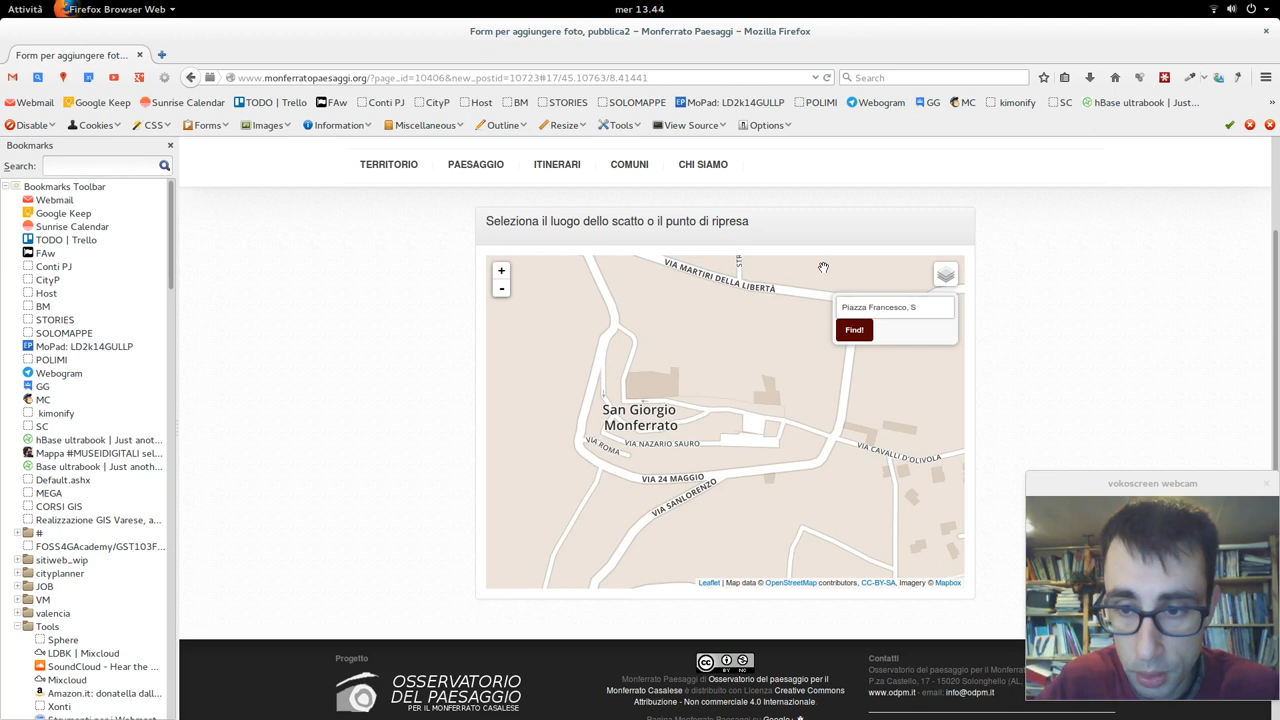 Attività
Firefox Browser Web
mer 13.44
Form per aggiungere foto, pubblica2 – Monferrato Paesaggi – Mozilla Firefox
Form per aggiungere fot...
www.monferratopaesaggi.org/?page_id=10406&new_postid=10723#17/45.10763/8.41441
Search
Webmail
Google Keep
Sunrise Calendar
TODO | Trello
FAw
Conti PJ
CityP
Host
BM
STORIES
SOLOMAPPE
MoPad: LD2k14GULLP
POLIMI
Webogram
GG
MC
kimonify
SC
hBase ultrabook | Just...
Disable
Cookies
CSS
Forms
Images
Information
Miscellaneous
Outline
Resize
Tools
View Source
Options
Bookmarks
Search:
Bookmarks Toolbar
Webmail
Google Keep
Sunrise Calendar
TODO | Trello
FAw
Conti PJ
CityP
Host
BM
STORIES
SOLOMAPPE
MoPad: LD2k14GULLP
POLIMI
Webogram
GG
MC
kimonify
SC
hBase ultrabook | Just anot...
Mappa #MUSEIDIGITALI sel...
Base ultrabook | Just anoth...
Default.ashx
MEGA
CORSI GIS
Realizzazione GIS Varese, a...
#
FOSS4GAcademy/GST103F...
sitiweb_wip
cityplanner
JOB
VM
valencia
Tools
Sphere
LDBK | Mixcloud
SoundCloud - Hear the ...
Mixcloud
Amazon.it: donatella dall...
Xonti
TERRITORIO
PAESAGGIO
ITINERARI
COMUNI
CHI SIAMO
Seleziona il luogo dello scatto o il punto di ripresa
+
-
VIA MARTIRI DELLA LIBERTÀ
Piazza Francesco, S
Find!
San Giorgio
Monferrato
VIA NAZARIO SAURO
VIA ROMA
VIA CAVALLI D'OLIVOLA
VIA 24 MAGGIO
VIA SANLORENZO
Leaflet | Map data © OpenStreetMap contributors, CC-BY-SA, Imagery © Mapbox
vokoscreen webcam
Progetto
OSSERVATORIO
DEL PAESAGGIO
PER IL MONFERRATO CASALESE
cc
BY NC
Monferrato Paesaggi di Osservatorio del paesaggio per il
Monferrato Casalese è distribuito con Licenza Creative Commons
Attribuzione - Non commerciale 4.0 Internazionale.
Pagina Monferrato Paesaggi su Google+
Contatti
Osservatorio del paesaggio per il Monferra
P.za Castello, 17 - 15020 Solonghello (AL,
www.odpm.it - email: info@odpm.it